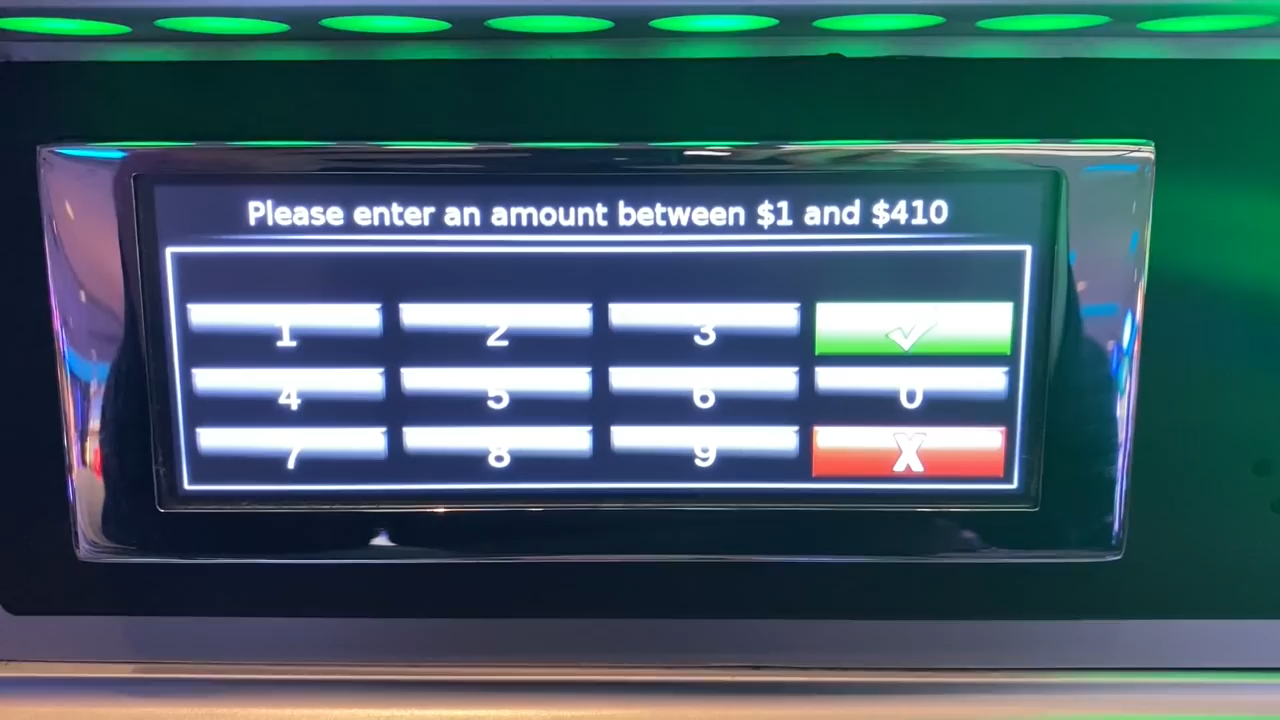 Please enter an amount between $1 and $410
1 2 3 ✓
4 5 6 0
7 8 9 X